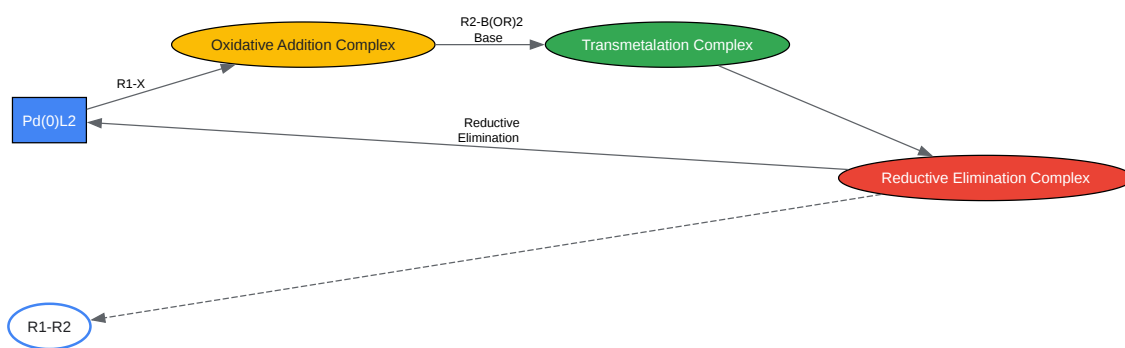 R2-B(OR)2
Base
Oxidative Addition Complex
Transmetalation Complex
R1-X
Pd(0)L2
Reductive
Elimination
Reductive Elimination Complex
R1-R2